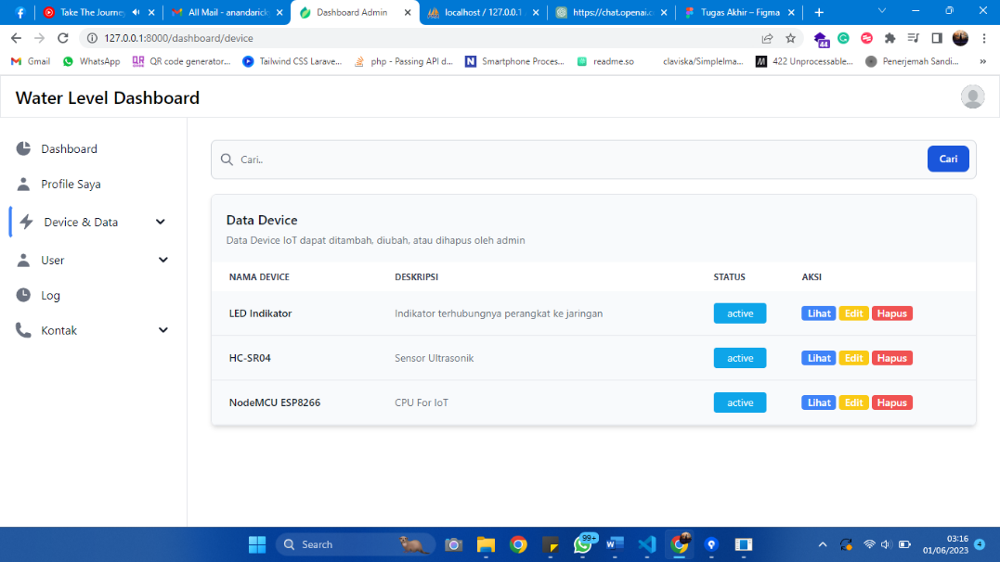 Take The Journe
All Mail - anandarick
Dashboard Admin
localhost / 127.0.0.1
https://chat.openai.c
Tugas Akhir – Figma
127.0.0.1:8000/dashboard/device
44
Gmail
WhatsApp
QR code generator...
Tailwind CSS Larave...
php - Passing API d...
Smartphone Proces...
readme.so
claviska/SimpleIma...
422 Unprocessable...
Penerjemah Sandi...
Water Level Dashboard
Dashboard
Profile Saya
Device & Data
User
Log
Kontak
Cari..
Cari
Data Device
Data Device IoT dapat ditambah, diubah, atau dihapus oleh admin
NAMA DEVICE DESKRIPSI STATUS AKSI
LED Indikator Indikator terhubungnya perangkat ke jaringan active Lihat Edit Hapus
HC-SR04 Sensor Ultrasonik active Lihat Edit Hapus
NodeMCU ESP8266 CPU For IoT active Lihat Edit Hapus
Search
99+
03:16
01/06/2023
4